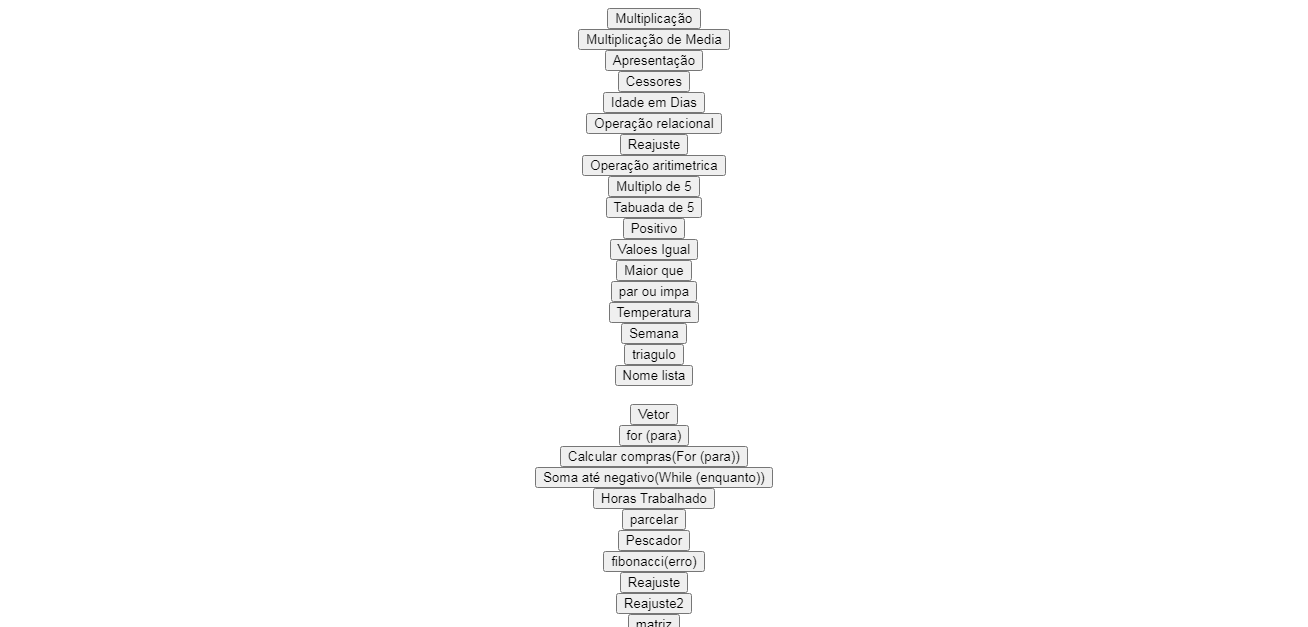 Multiplicação
Multiplicação de Media
Apresentação
Cessores
Idade em Dias
Operação relacional
Reajuste
Operação aritimetrica
Multiplo de 5
Tabuada de 5
Positivo
Valoes Igual
Maior que
par ou impa
Temperatura
Semana
triagulo
Nome lista
Vetor
for (para)
Calcular compras(For (para))
Soma até negativo(While (enquanto))
Horas Trabalhado
parcelar
Pescador
fibonacci(erro)
Reajuste
Reajuste2
matriz